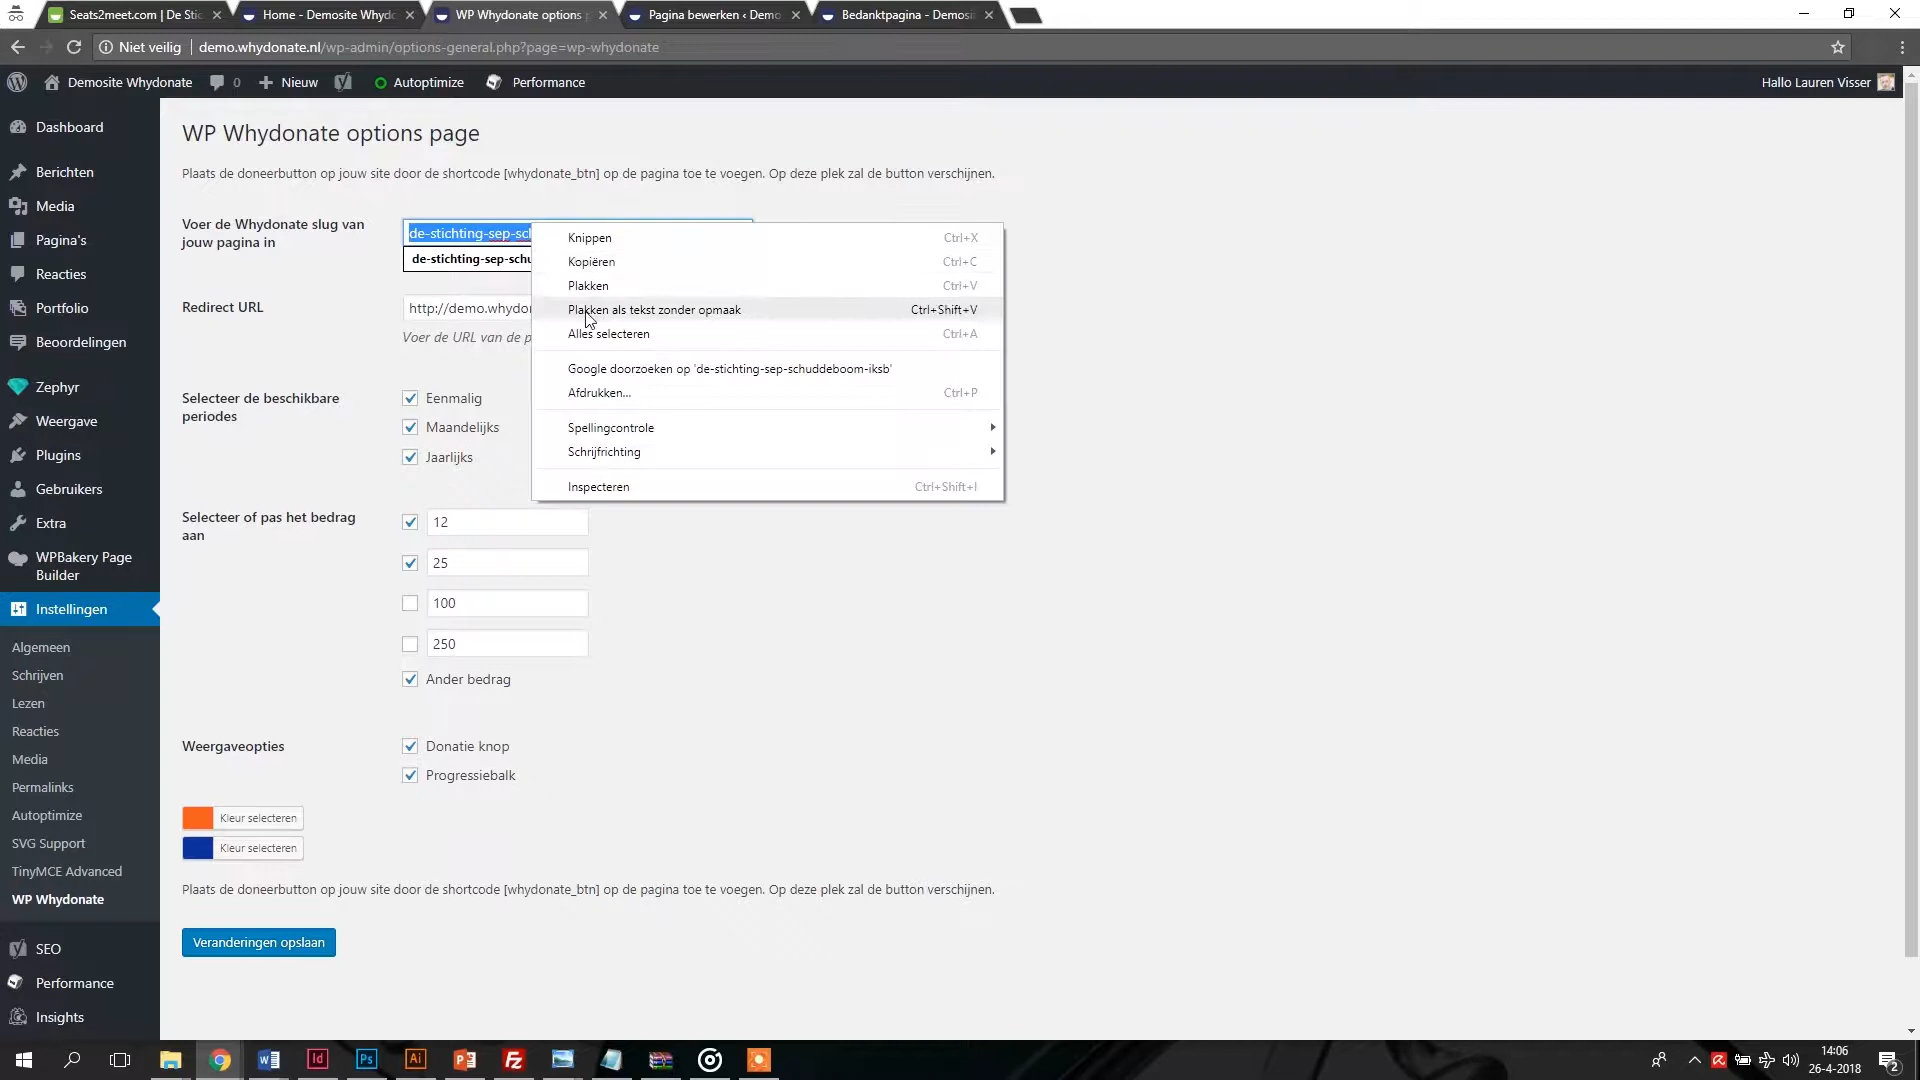 Seats2meet.com | De Stic
Home - Demosite Whydo
WP Whydonate options
Pagina bewerken ‹ Demo
Bedanktpagina - Demosi
Niet veilig
demo.whydonate.nl/wp-admin/options-general.php?page=wp-whydonate
Demosite Whydonate
0
Nieuw
Autoptimize
Performance
Hallo Lauren Visser
Dashboard
Berichten
Media
Pagina's
Reacties
Portfolio
Beoordelingen
Zephyr
Weergave
Plugins
Gebruikers
Extra
WPBakery Page
Builder
Instellingen
Algemeen
Schrijven
Lezen
Reacties
Media
Permalinks
Autoptimize
SVG Support
TinyMCE Advanced
WP Whydonate
SEO
Performance
Insights
WP Whydonate options page
Plaats de doneerbutton op jouw site door de shortcode [whydonate_btn] op de pagina toe te voegen. Op deze plek zal de button verschijnen.
Voer de Whydonate slug van
jouw pagina in
de-stichting-sep-sch
de-stichting-sep-schu
Redirect URL
http://demo.whydon
Voer de URL van de p
Knippen Ctrl+X
Kopiëren Ctrl+C
Plakken Ctrl+V
Plakken als tekst zonder opmaak Ctrl+Shift+V
Alles selecteren Ctrl+A
Google doorzoeken op 'de-stichting-sep-schuddeboom-iksb'
Afdrukken... Ctrl+P
Spellingcontrole
Schrijfrichting
Inspecteren Ctrl+Shift+I
Selecteer de beschikbare
periodes
Eenmalig
Maandelijks
Jaarlijks
Selecteer of pas het bedrag
aan
12
25
100
250
Ander bedrag
Weergaveopties
Donatie knop
Progressiebalk
Kleur selecteren
Kleur selecteren
Plaats de doneerbutton op jouw site door de shortcode [whydonate_btn] op de pagina toe te voegen. Op deze plek zal de button verschijnen.
Veranderingen opslaan
Id
Ps
Ai
14:06
26-4-2018
2